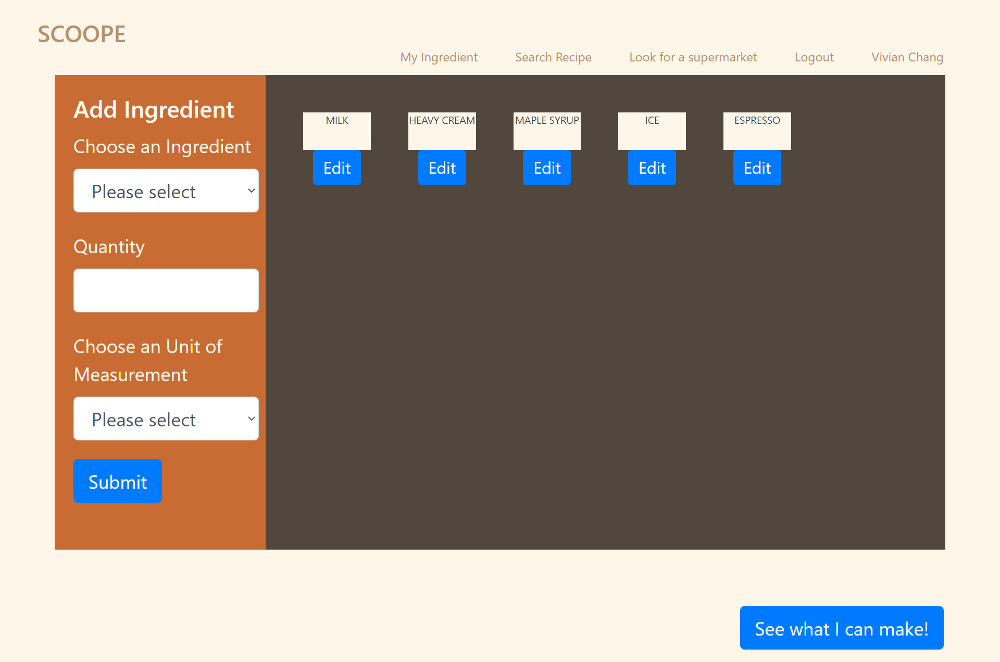 SCOOPE
My Ingredient Search Recipe Look for a supermarket Logout Vivian Chang
Add Ingredient
Choose an Ingredient
Please select
Quantity
Choose an Unit of
Measurement
Please select
Submit
MILK HEAVY CREAM MAPLE SYRUP ICE ESPRESSO
Edit Edit Edit Edit Edit
See what I can make!